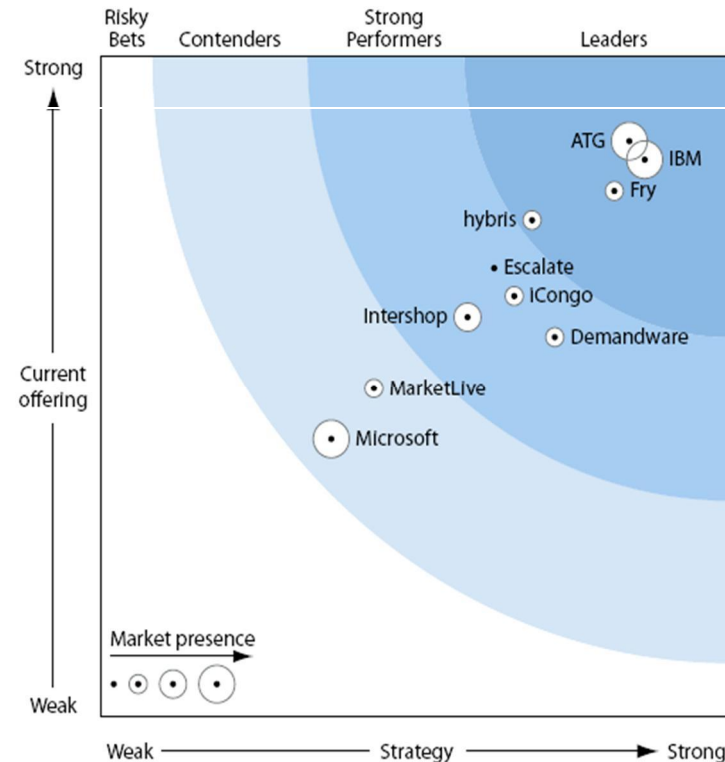 Risky
Bets
Contenders
Strong
Performers
Leaders
Strong
ATG
IBM
Fry
hybris
Escalate
iCongo
Intershop
Demandware
Current
offering
MarketLive
Microsoft
Market presence
Weak
Weak
Strategy
Strong